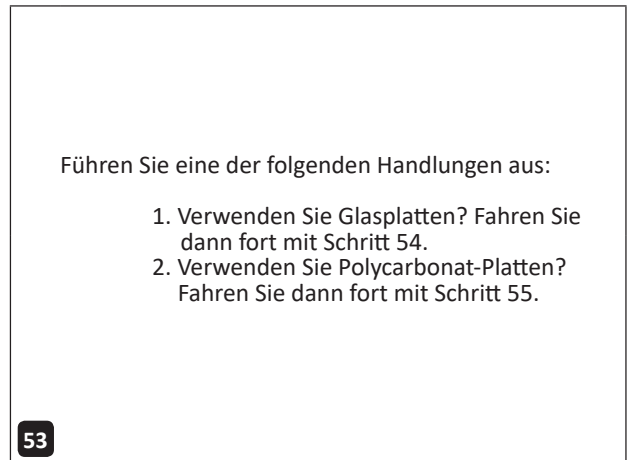 Führen Sie eine der folgenden Handlungen aus:
1. Verwenden Sie Glasplatten? Fahren Sie
dann fort mit Schritt 54.
2. Verwenden Sie Polycarbonat-Platten?
Fahren Sie dann fort mit Schritt 55.
53